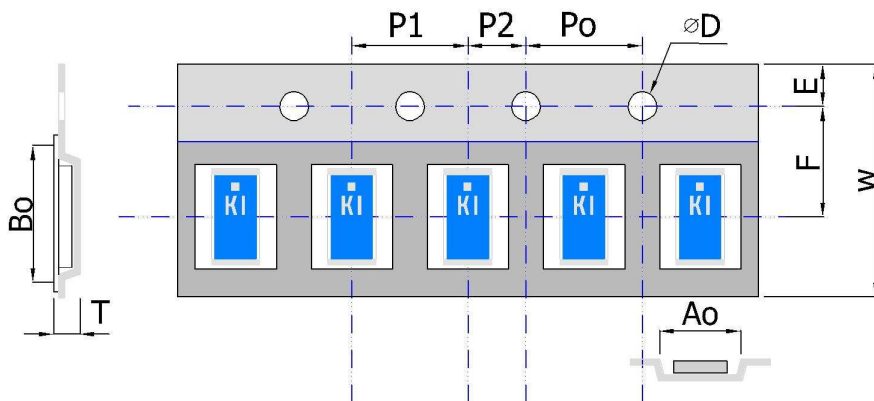 P1 P2 Po ⌀D
E
F
W
Bo
T
KI KI KI KI KI
Ao